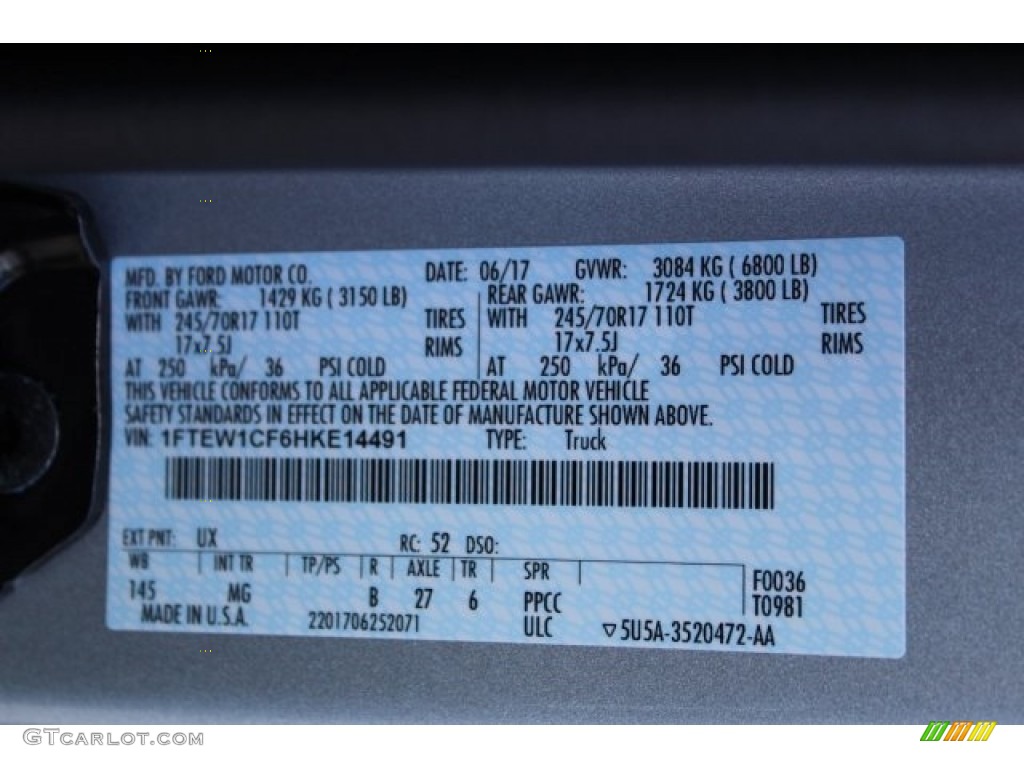 MFD. BY FORD MOTOR CO. DATE: 06/17 GVWR: 3084 KG ( 6800 LB)
FRONT GAWR: 1429 KG ( 3150 LB) REAR GAWR: 1724 KG ( 3800 LB)
WITH 245/70R17 110T TIRES WITH 245/70R17 110T TIRES
17x7.5J RIMS 17x7.5J RIMS
AT 250 kPa/ 36 PSI COLD AT 250 kPa/ 36 PSI COLD
THIS VEHICLE CONFORMS TO ALL APPLICABLE FEDERAL MOTOR VEHICLE
SAFETY STANDARDS IN EFFECT ON THE DATE OF MANUFACTURE SHOWN ABOVE.
VIN: 1FTEW1CF6HKE14491 TYPE: Truck
EXT PNT: UX RC: 52 DSO:
WB INT TR TP/PS R AXLE TR SPR F0036
145 MG B 27 6 PPCC T0981
MADE IN U.S.A. 2201706252071 ULC ▽5U5A-3520472-AA
GTCARLOT.COM